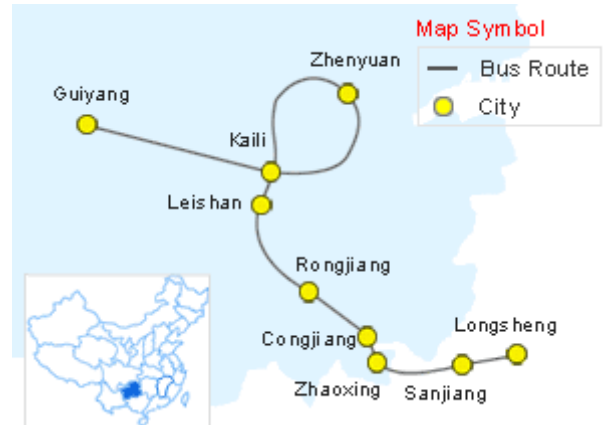 Map Symbol
Bus Route
City
Zhenyuan
Guiyang
Kaili
Leishan
Rongjiang
Congjiang
Longsheng
Zhaoxing
Sanjiang